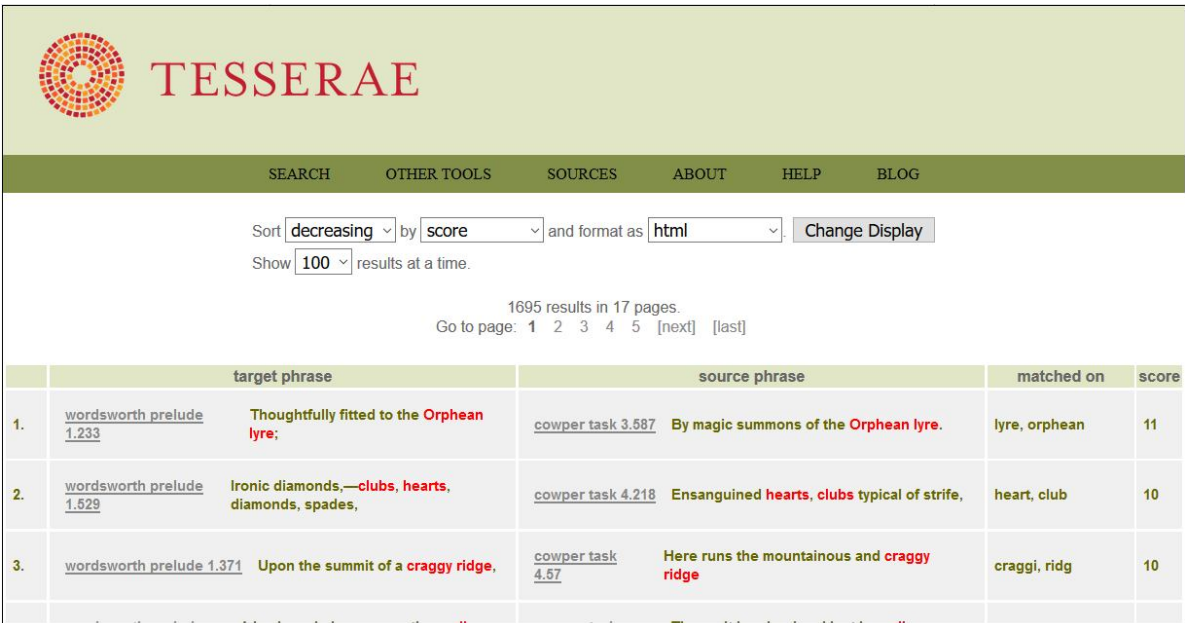 TESSERAE
SEARCH OTHER TOOLS SOURCES ABOUT HELP BLOG
Sort decreasing by score and format as html . Change Display
Show 100 results at a time.
1695 results in 17 pages.
Go to page: 1 2 3 4 5 [next] [last]
target phrase source phrase matched on score
1. wordsworth prelude 1.233 Thoughtfully fitted to the Orphean lyre; cowper task 3.587 By magic summons of the Orphean lyre. lyre, orphean 11
2. wordsworth prelude 1.529 Ironic diamonds,—clubs, hearts, diamonds, spades, cowper task 4.218 Ensanguined hearts, clubs typical of strife, heart, club 10
3. wordsworth prelude 1.371 Upon the summit of a craggy ridge, cowper task 4.57 Here runs the mountainous and craggy ridge craggi, ridg 10